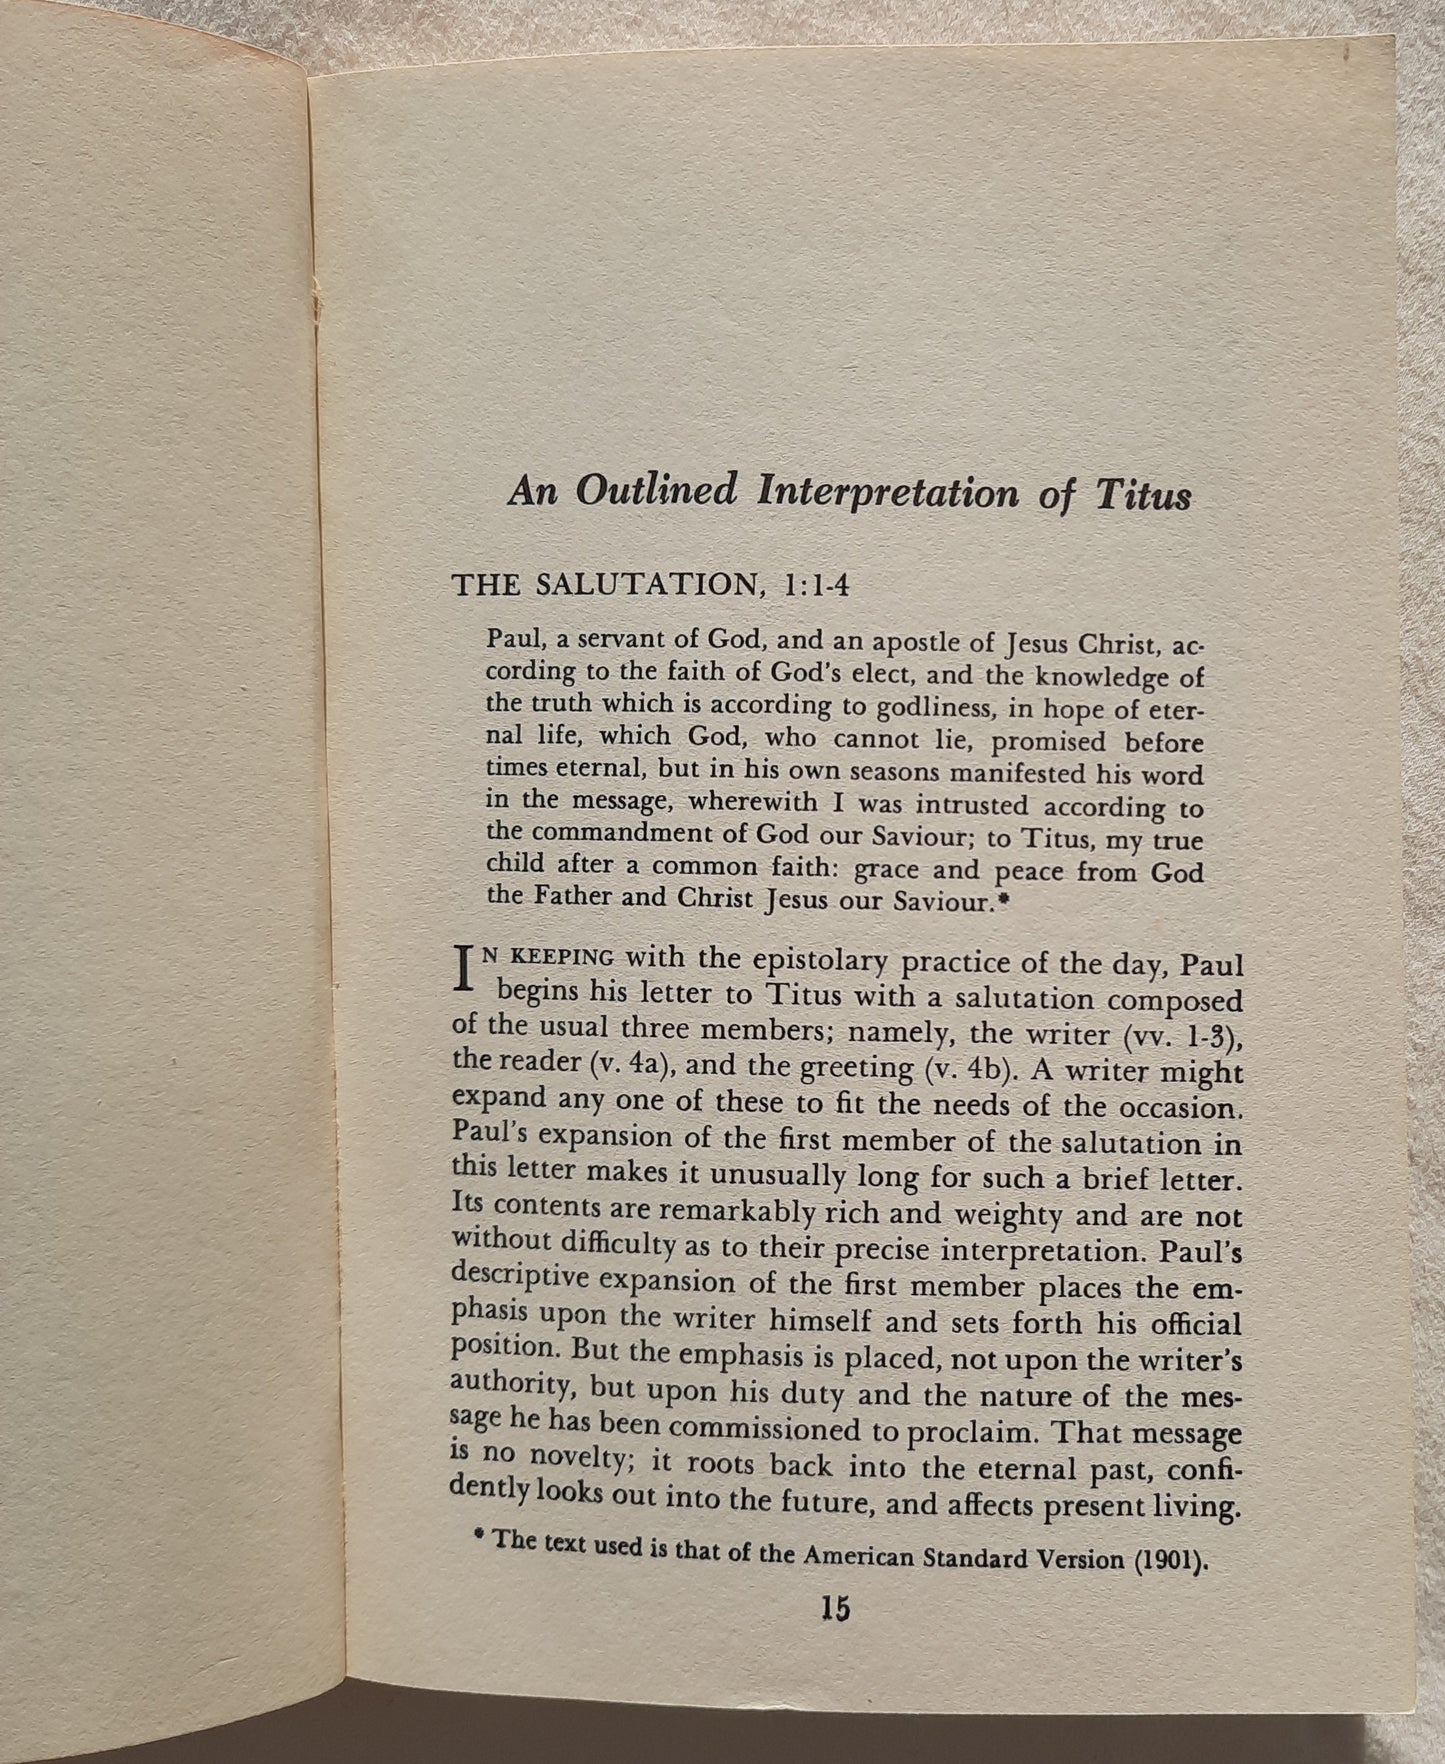 An Outlined Interpretation of Titus
THE SALUTATION, 1:1-4
Paul, a servant of God, and an apostle of Jesus Christ, ac-
cording to the faith of God's elect, and the knowledge of
the truth which is according to godliness, in hope of eter-
nal life, which God, who cannot lie, promised before
times eternal, but in his own seasons manifested his word
in the message, wherewith I was intrusted according to
the commandment of God our Saviour; to Titus, my true
child after a common faith: grace and peace from God
the Father and Christ Jesus our Saviour.*
IN KEEPING with the epistolary practice of the day, Paul
begins his letter to Titus with a salutation composed
of the usual three members; namely, the writer (vv. 1-3),
the reader (v. 4a), and the greeting (v. 4b). A writer might
expand any one of these to fit the needs of the occasion.
Paul's expansion of the first member of the salutation in
this letter makes it unusually long for such a brief letter.
Its contents are remarkably rich and weighty and are not
without difficulty as to their precise interpretation. Paul's
descriptive expansion of the first member places the em-
phasis upon the writer himself and sets forth his official
position. But the emphasis is placed, not upon the writer's
authority, but upon his duty and the nature of the mes-
sage he has been commissioned to proclaim. That message
is no novelty; it roots back into the eternal past, confi-
dently looks out into the future, and affects present living.
* The text used is that of the American Standard Version (1901).
15